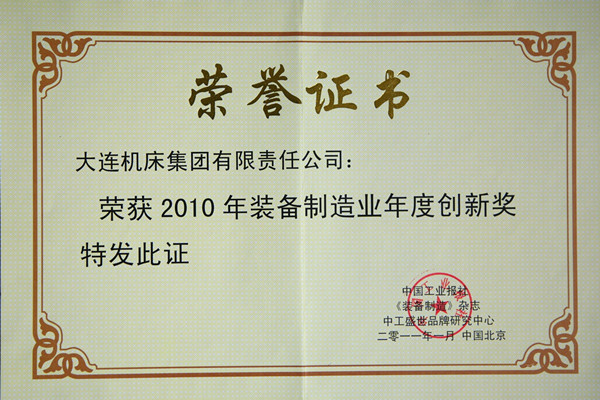 荣誉证书
大连机床集团有限责任公司：
荣获 2010 年装备制造业年度创新奖
特发此证
中国工业报社
《装备制造》杂志
中工盛世品牌研究中心
二零一一年一月 中国北京